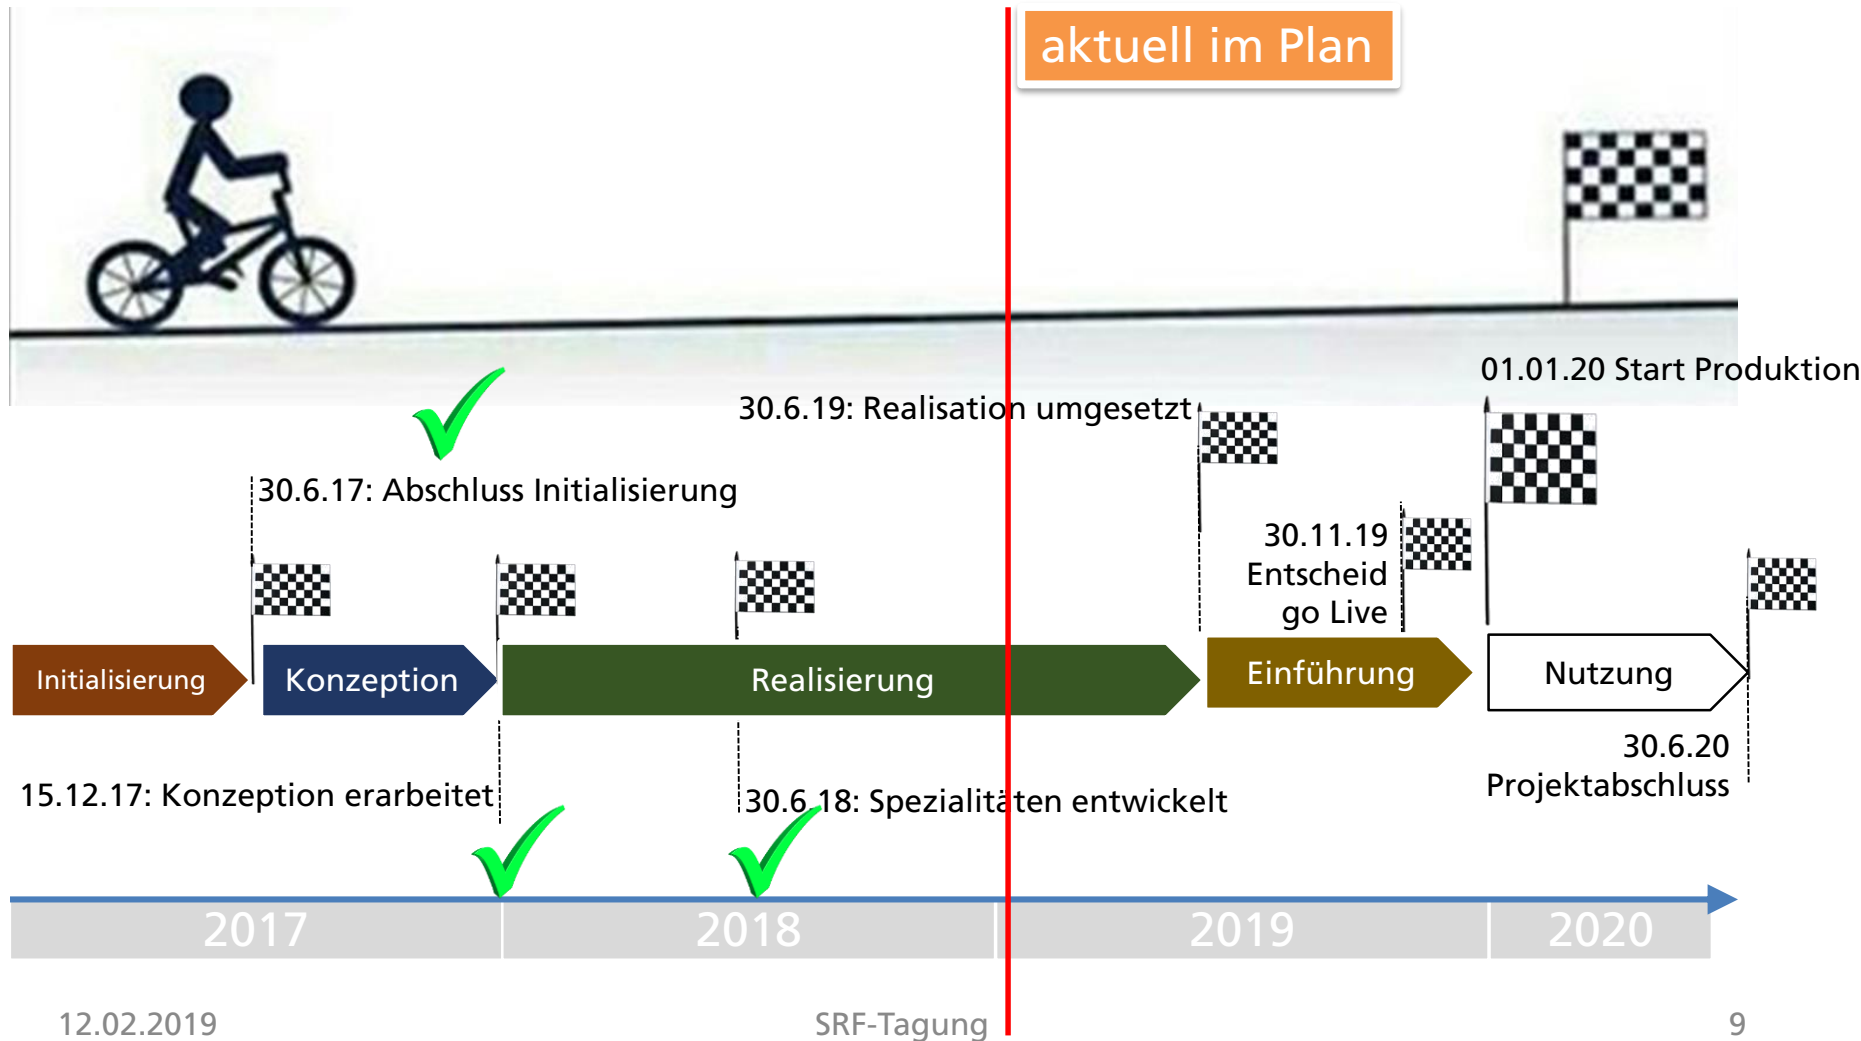 aktuell im Plan
01.01.20 Start Produktion
30.6.19: Realisation umgesetzt
30.6.17: Abschluss Initialisierung
30.11.19
Entscheid
go Live
Initialisierung
Konzeption
Realisierung
Einführung
Nutzung
15.12.17: Konzeption erarbeitet
30.6.18: Spezialitäten entwickelt
30.6.20
Projektabschluss
2017
2018
2019
2020
12.02.2019
SRF-Tagung
9